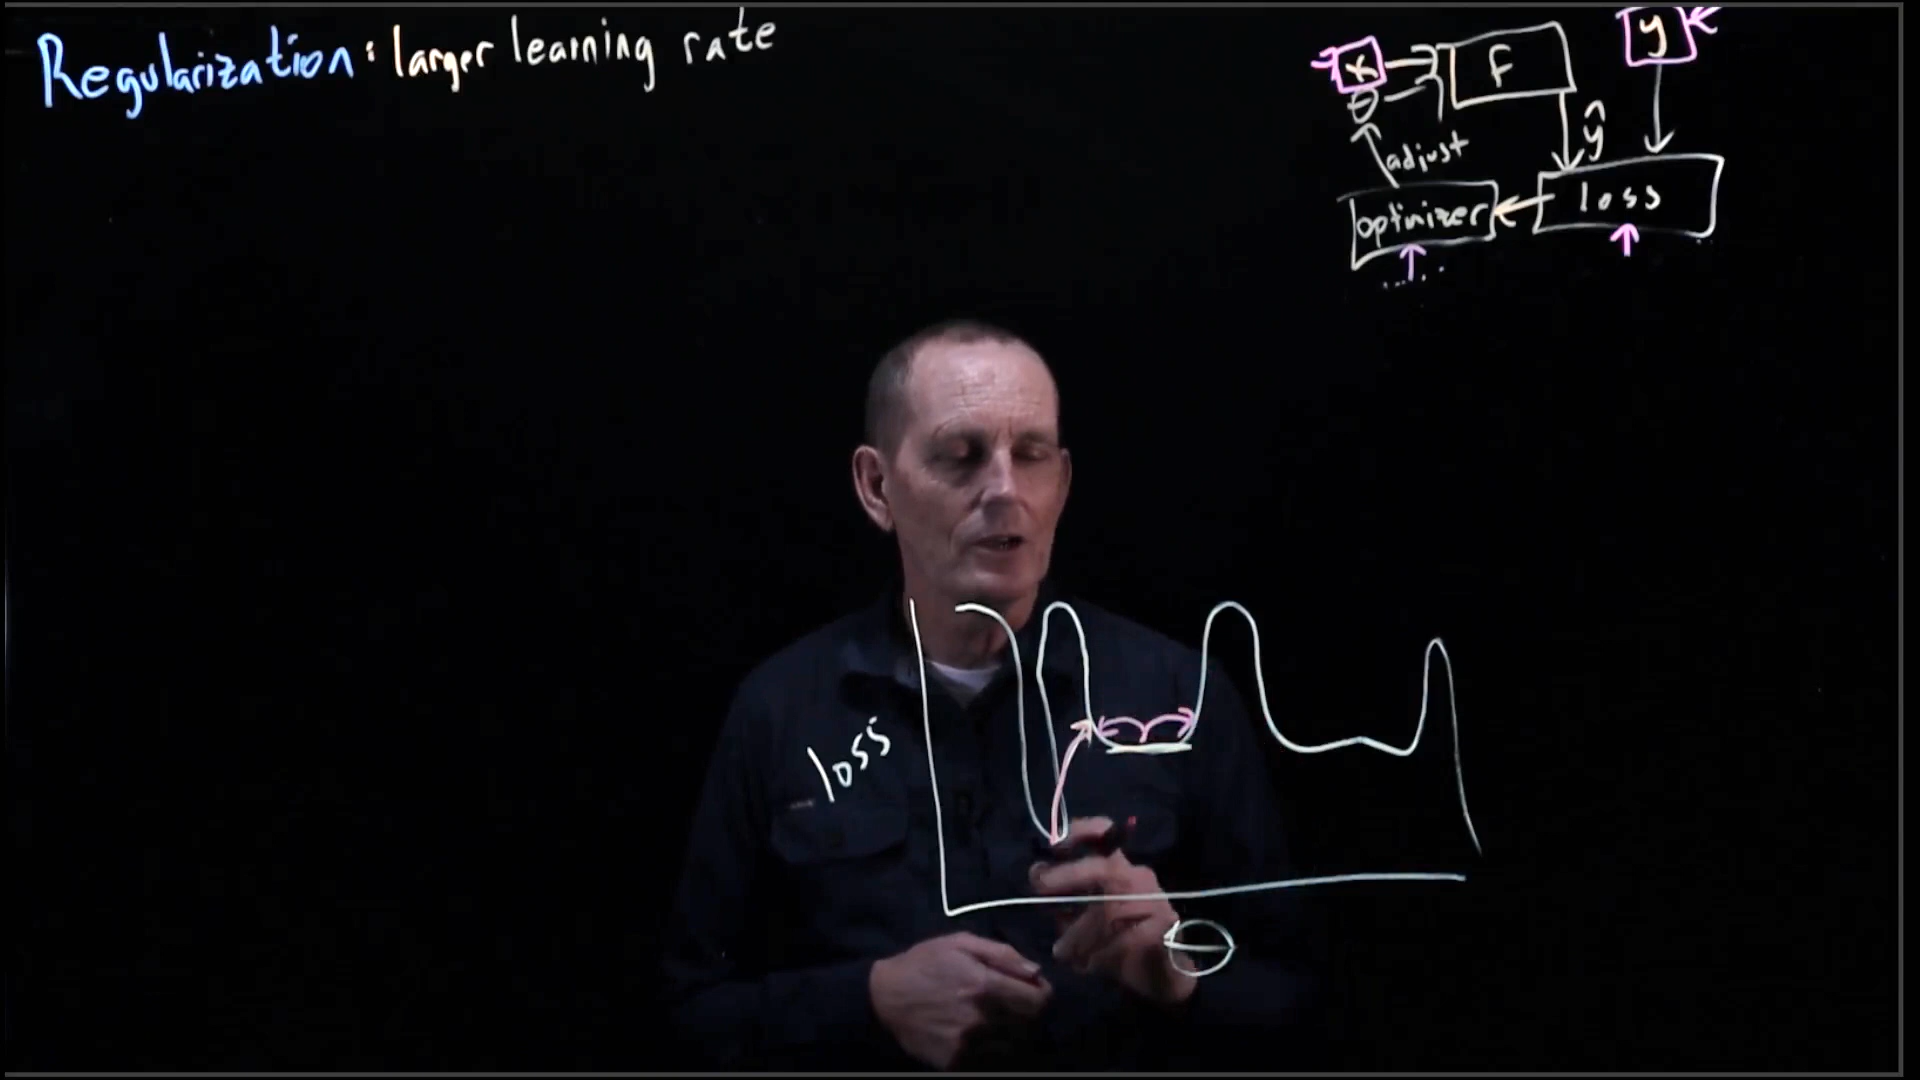 Regularization: larger learning rate
x
F
y
θ
ŷ
adjust
optimizer
loss
....
loss
θ